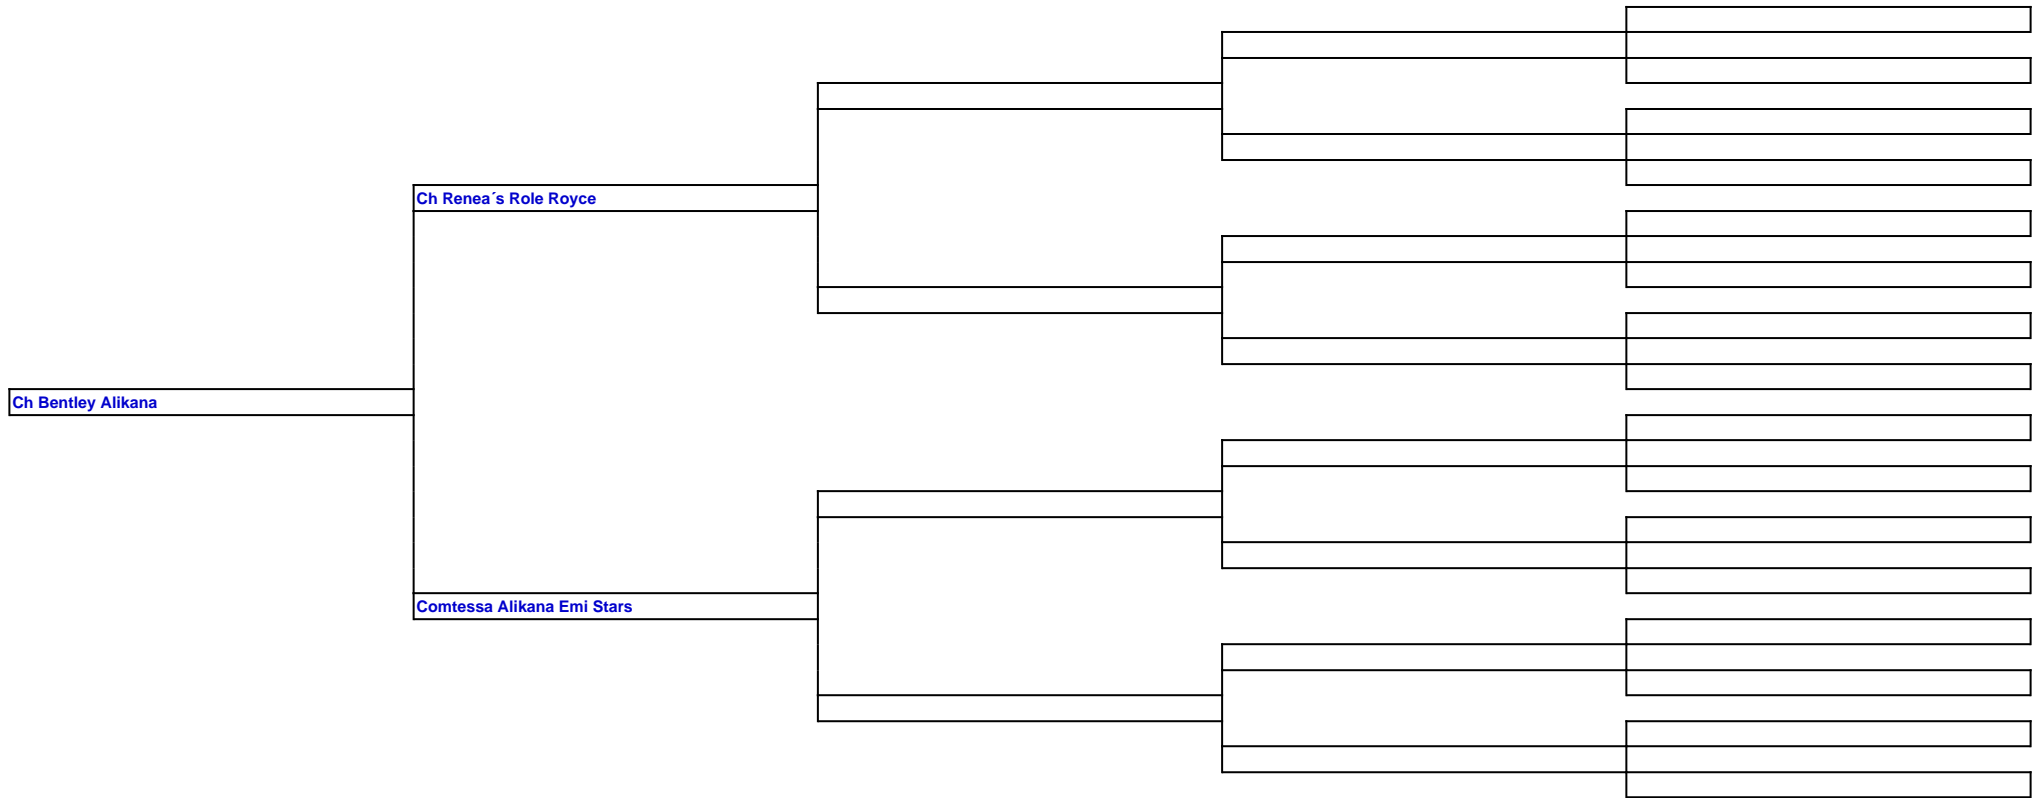 Ch Renea´s Role Royce
Ch Bentley Alikana
Comtessa Alikana Emi Stars